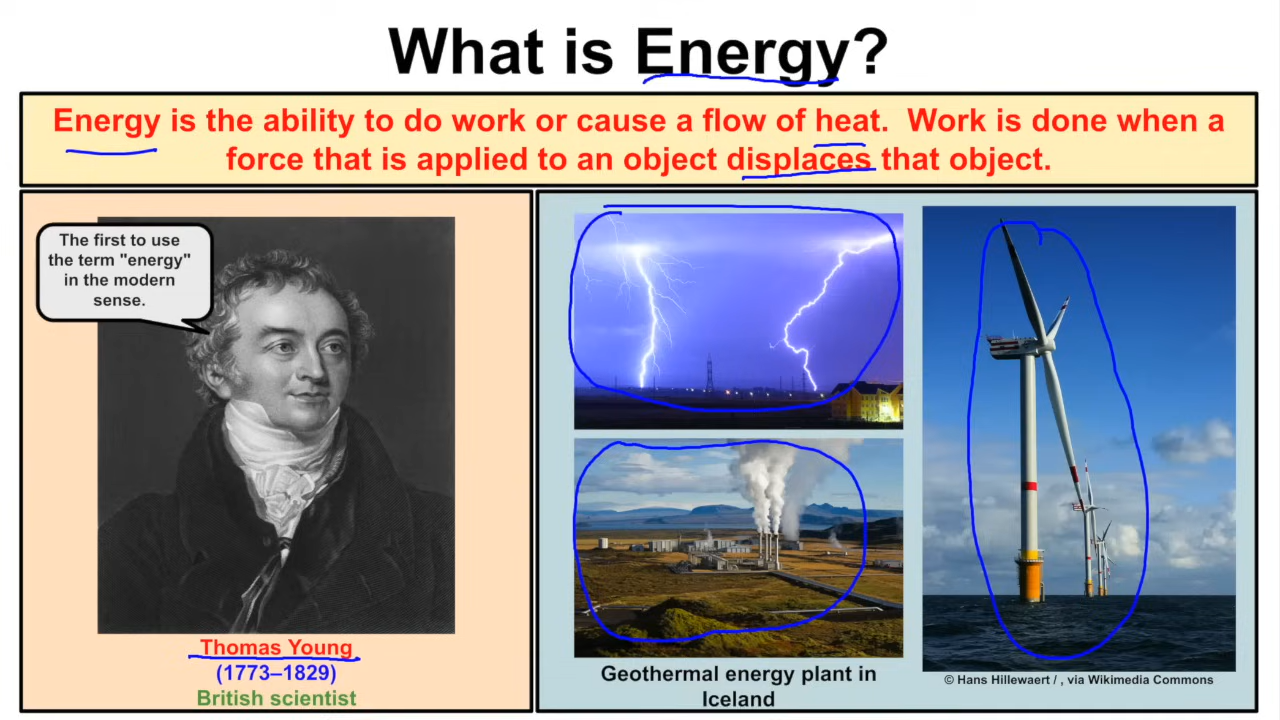 What is Energy?
Energy is the ability to do work or cause a flow of heat. Work is done when a
force that is applied to an object displaces that object.
The first to use
the term "energy"
in the modern
sense.
Thomas Young
(1773–1829)
British scientist
Geothermal energy plant in
Iceland
© Hans Hillewaert / , via Wikimedia Commons